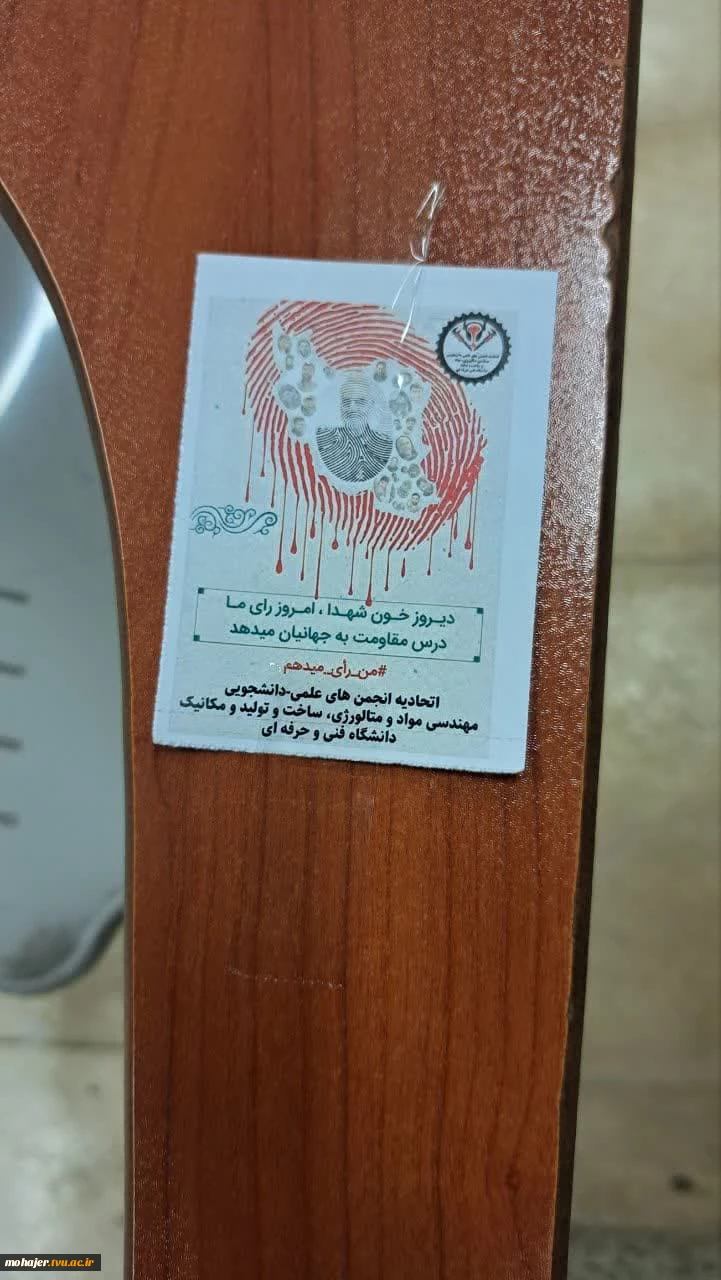 دیروز خون شهدا ، امروز رای ما
درس مقاومت به جهانیان میدهد
#من_رأی_میدهم
اتحادیه انجمن های علمی-دانشجویی
مهندسی مواد و متالورژی، ساخت و تولید و مکانیک
دانشگاه فنی و حرفه ای
mohajer.tvu.ac.ir